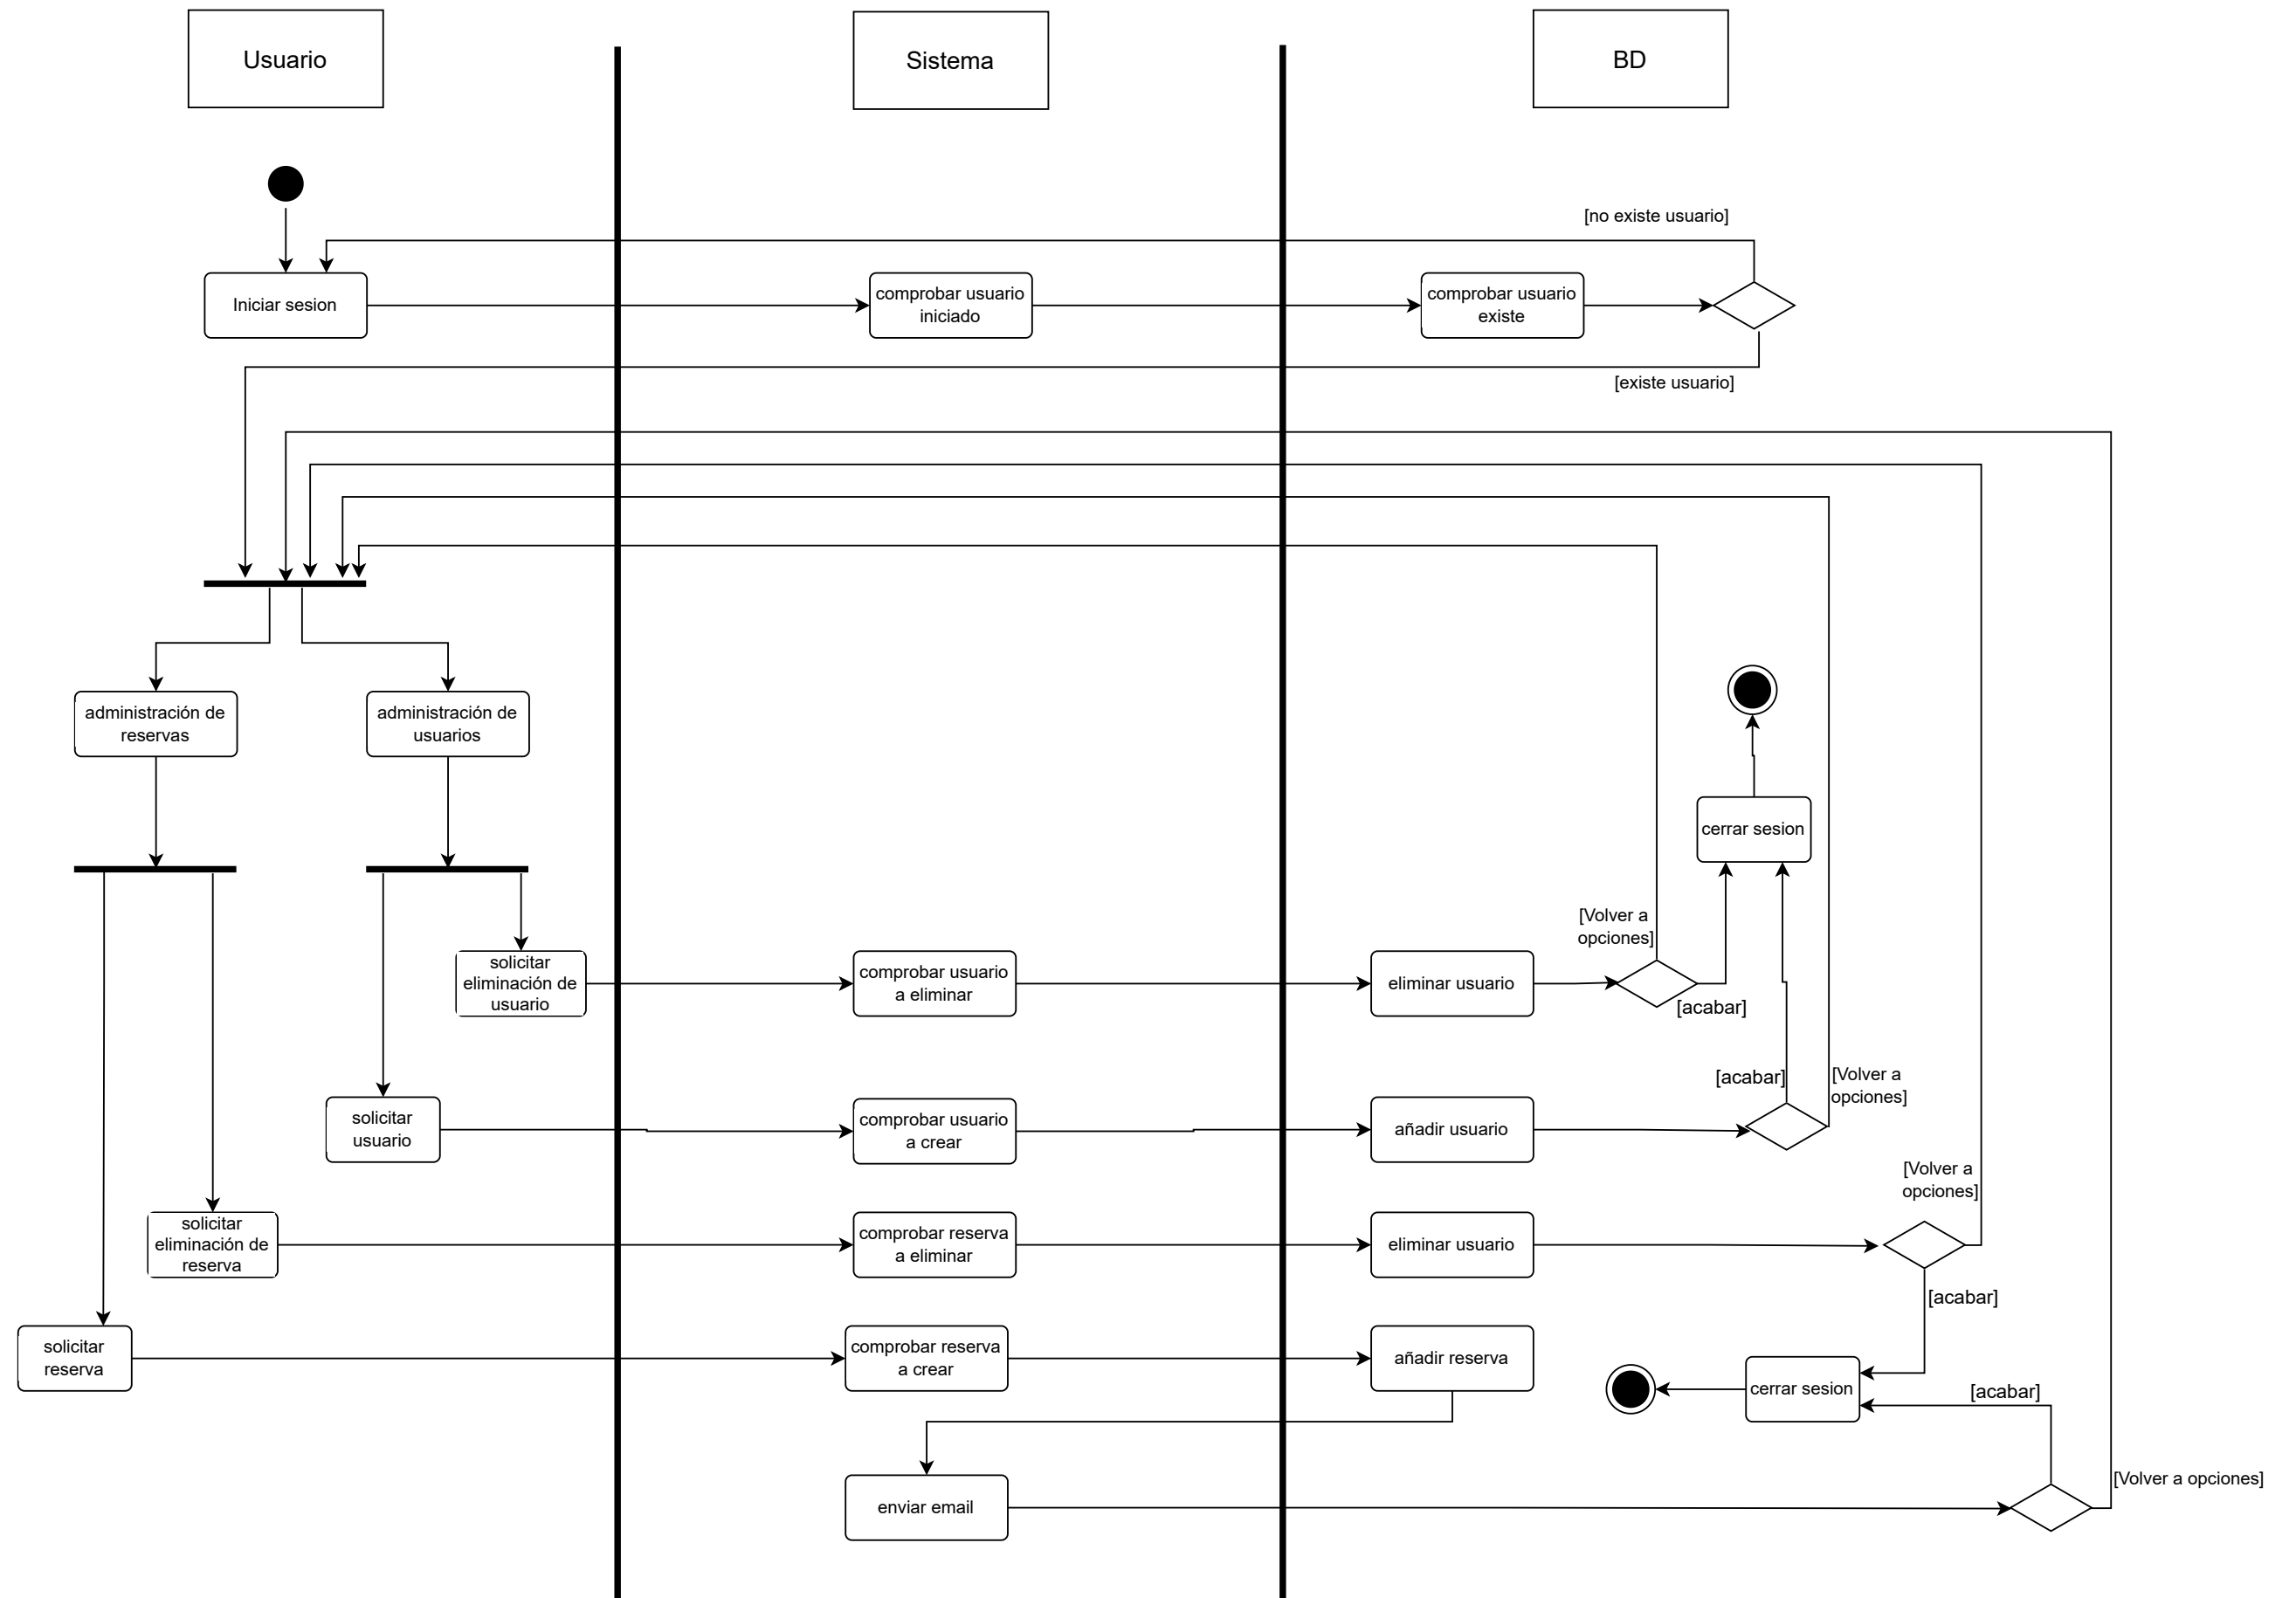 Usuario
Sistema
BD
[no existe usuario]
Iniciar sesion
comprobar usuario
iniciado
comprobar usuario
existe
[existe usuario]
administración de
reservas
administración de
usuarios
cerrar sesion
[Volver a
opciones]
solicitar
eliminación de
usuario
comprobar usuario
a eliminar
eliminar usuario
[acabar]
[acabar]
[Volver a
opciones]
solicitar
usuario
comprobar usuario
a crear
añadir usuario
[Volver a
opciones]
solicitar
eliminación de
reserva
comprobar reserva
a eliminar
eliminar usuario
[acabar]
solicitar
reserva
comprobar reserva
a crear
añadir reserva
cerrar sesion
[acabar]
[Volver a opciones]
enviar email